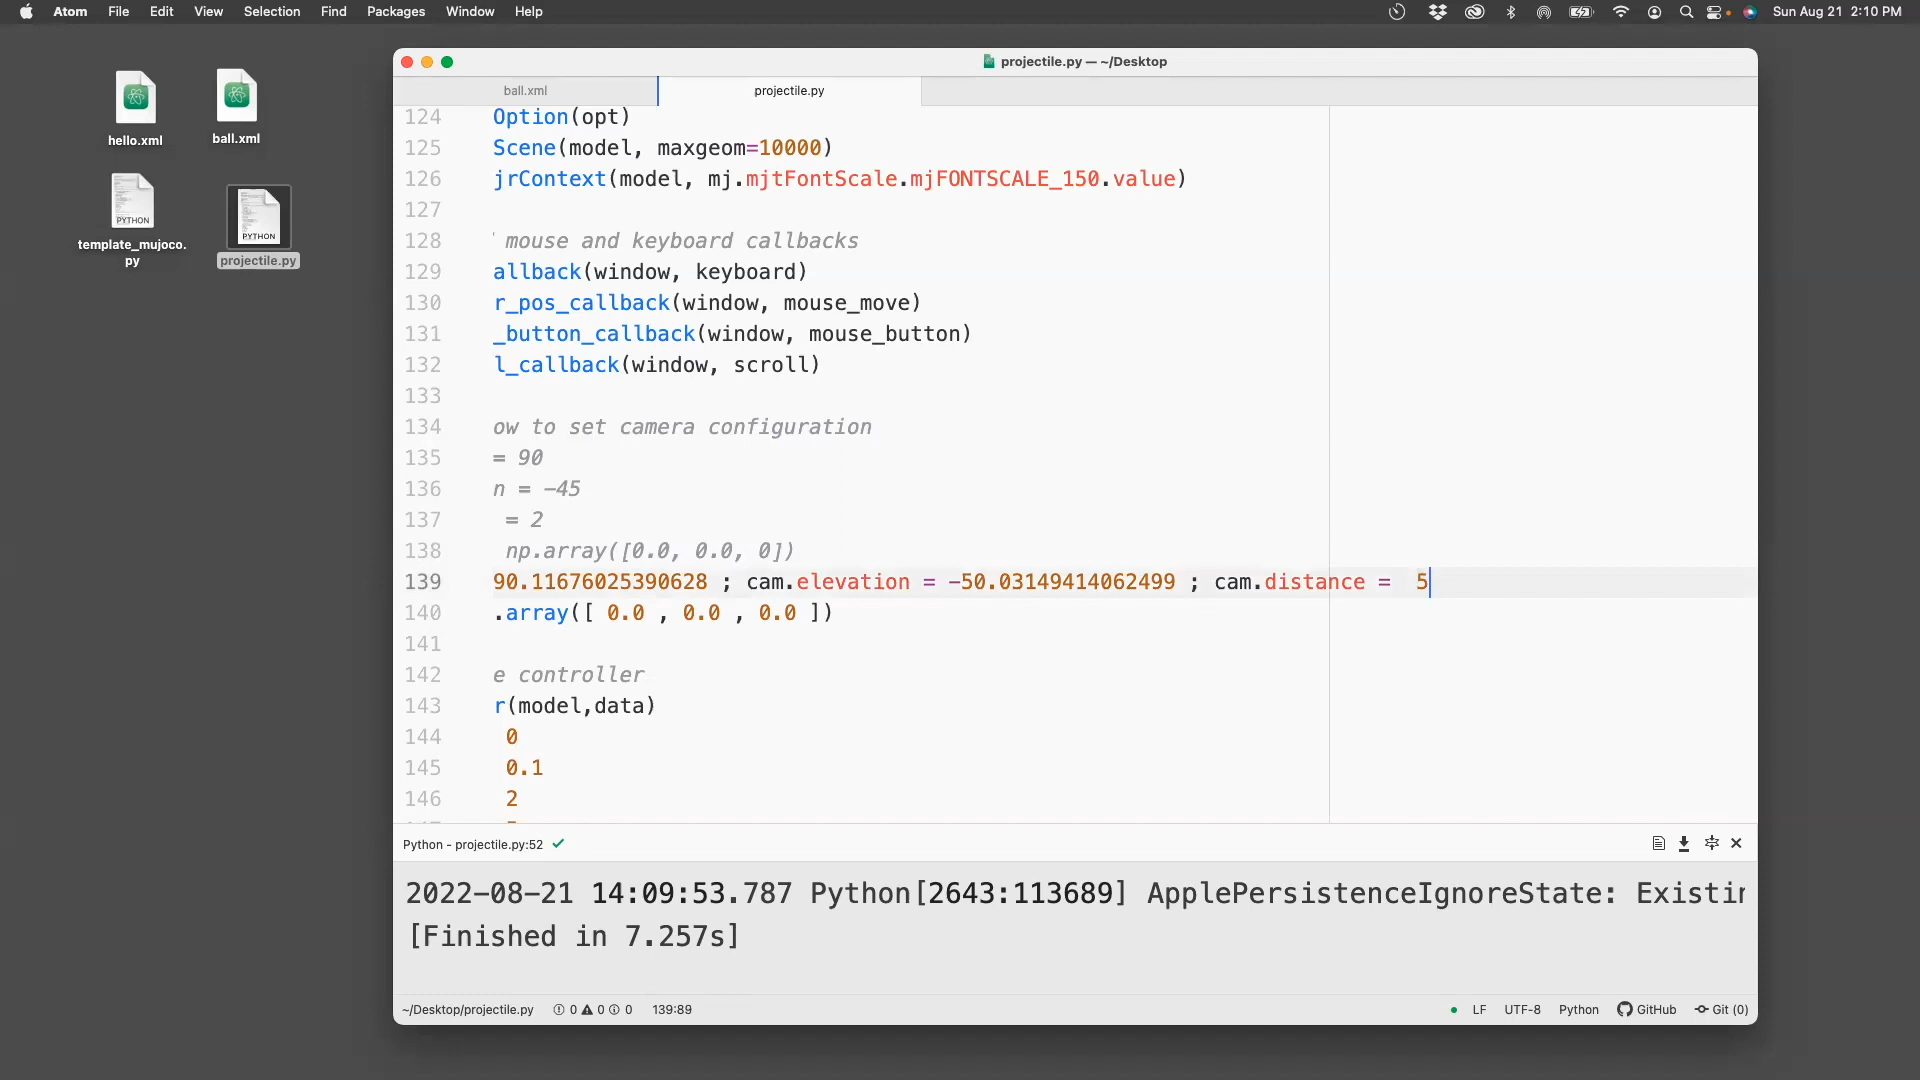 Atom File Edit View Selection Find Packages Window Help Sun Aug 21 2:10 PM
hello.xml
ball.xml
PYTHON
template_mujoco.
py
PYTHON
projectile.py
projectile.py — ~/Desktop
ball.xml projectile.py
124 Option(opt)
125 Scene(model, maxgeom=10000)
126 jrContext(model, mj.mjtFontScale.mjFONTSCALE_150.value)
127
128 mouse and keyboard callbacks
129 allback(window, keyboard)
130 r_pos_callback(window, mouse_move)
131 _button_callback(window, mouse_button)
132 l_callback(window, scroll)
133
134 ow to set camera configuration
135 = 90
136 n = -45
137 = 2
138 np.array([0.0, 0.0, 0])
139 90.11676025390628 ; cam.elevation = -50.03149414062499 ; cam.distance =  5
140 .array([ 0.0 , 0.0 , 0.0 ])
141
142 e controller
143 r(model,data)
144 0
145 0.1
146 2
Python - projectile.py:52
2022-08-21 14:09:53.787 Python[2643:113689] ApplePersistenceIgnoreState: Existin
[Finished in 7.257s]
~/Desktop/projectile.py 0 0 0 139:89 LF UTF-8 Python GitHub Git (0)